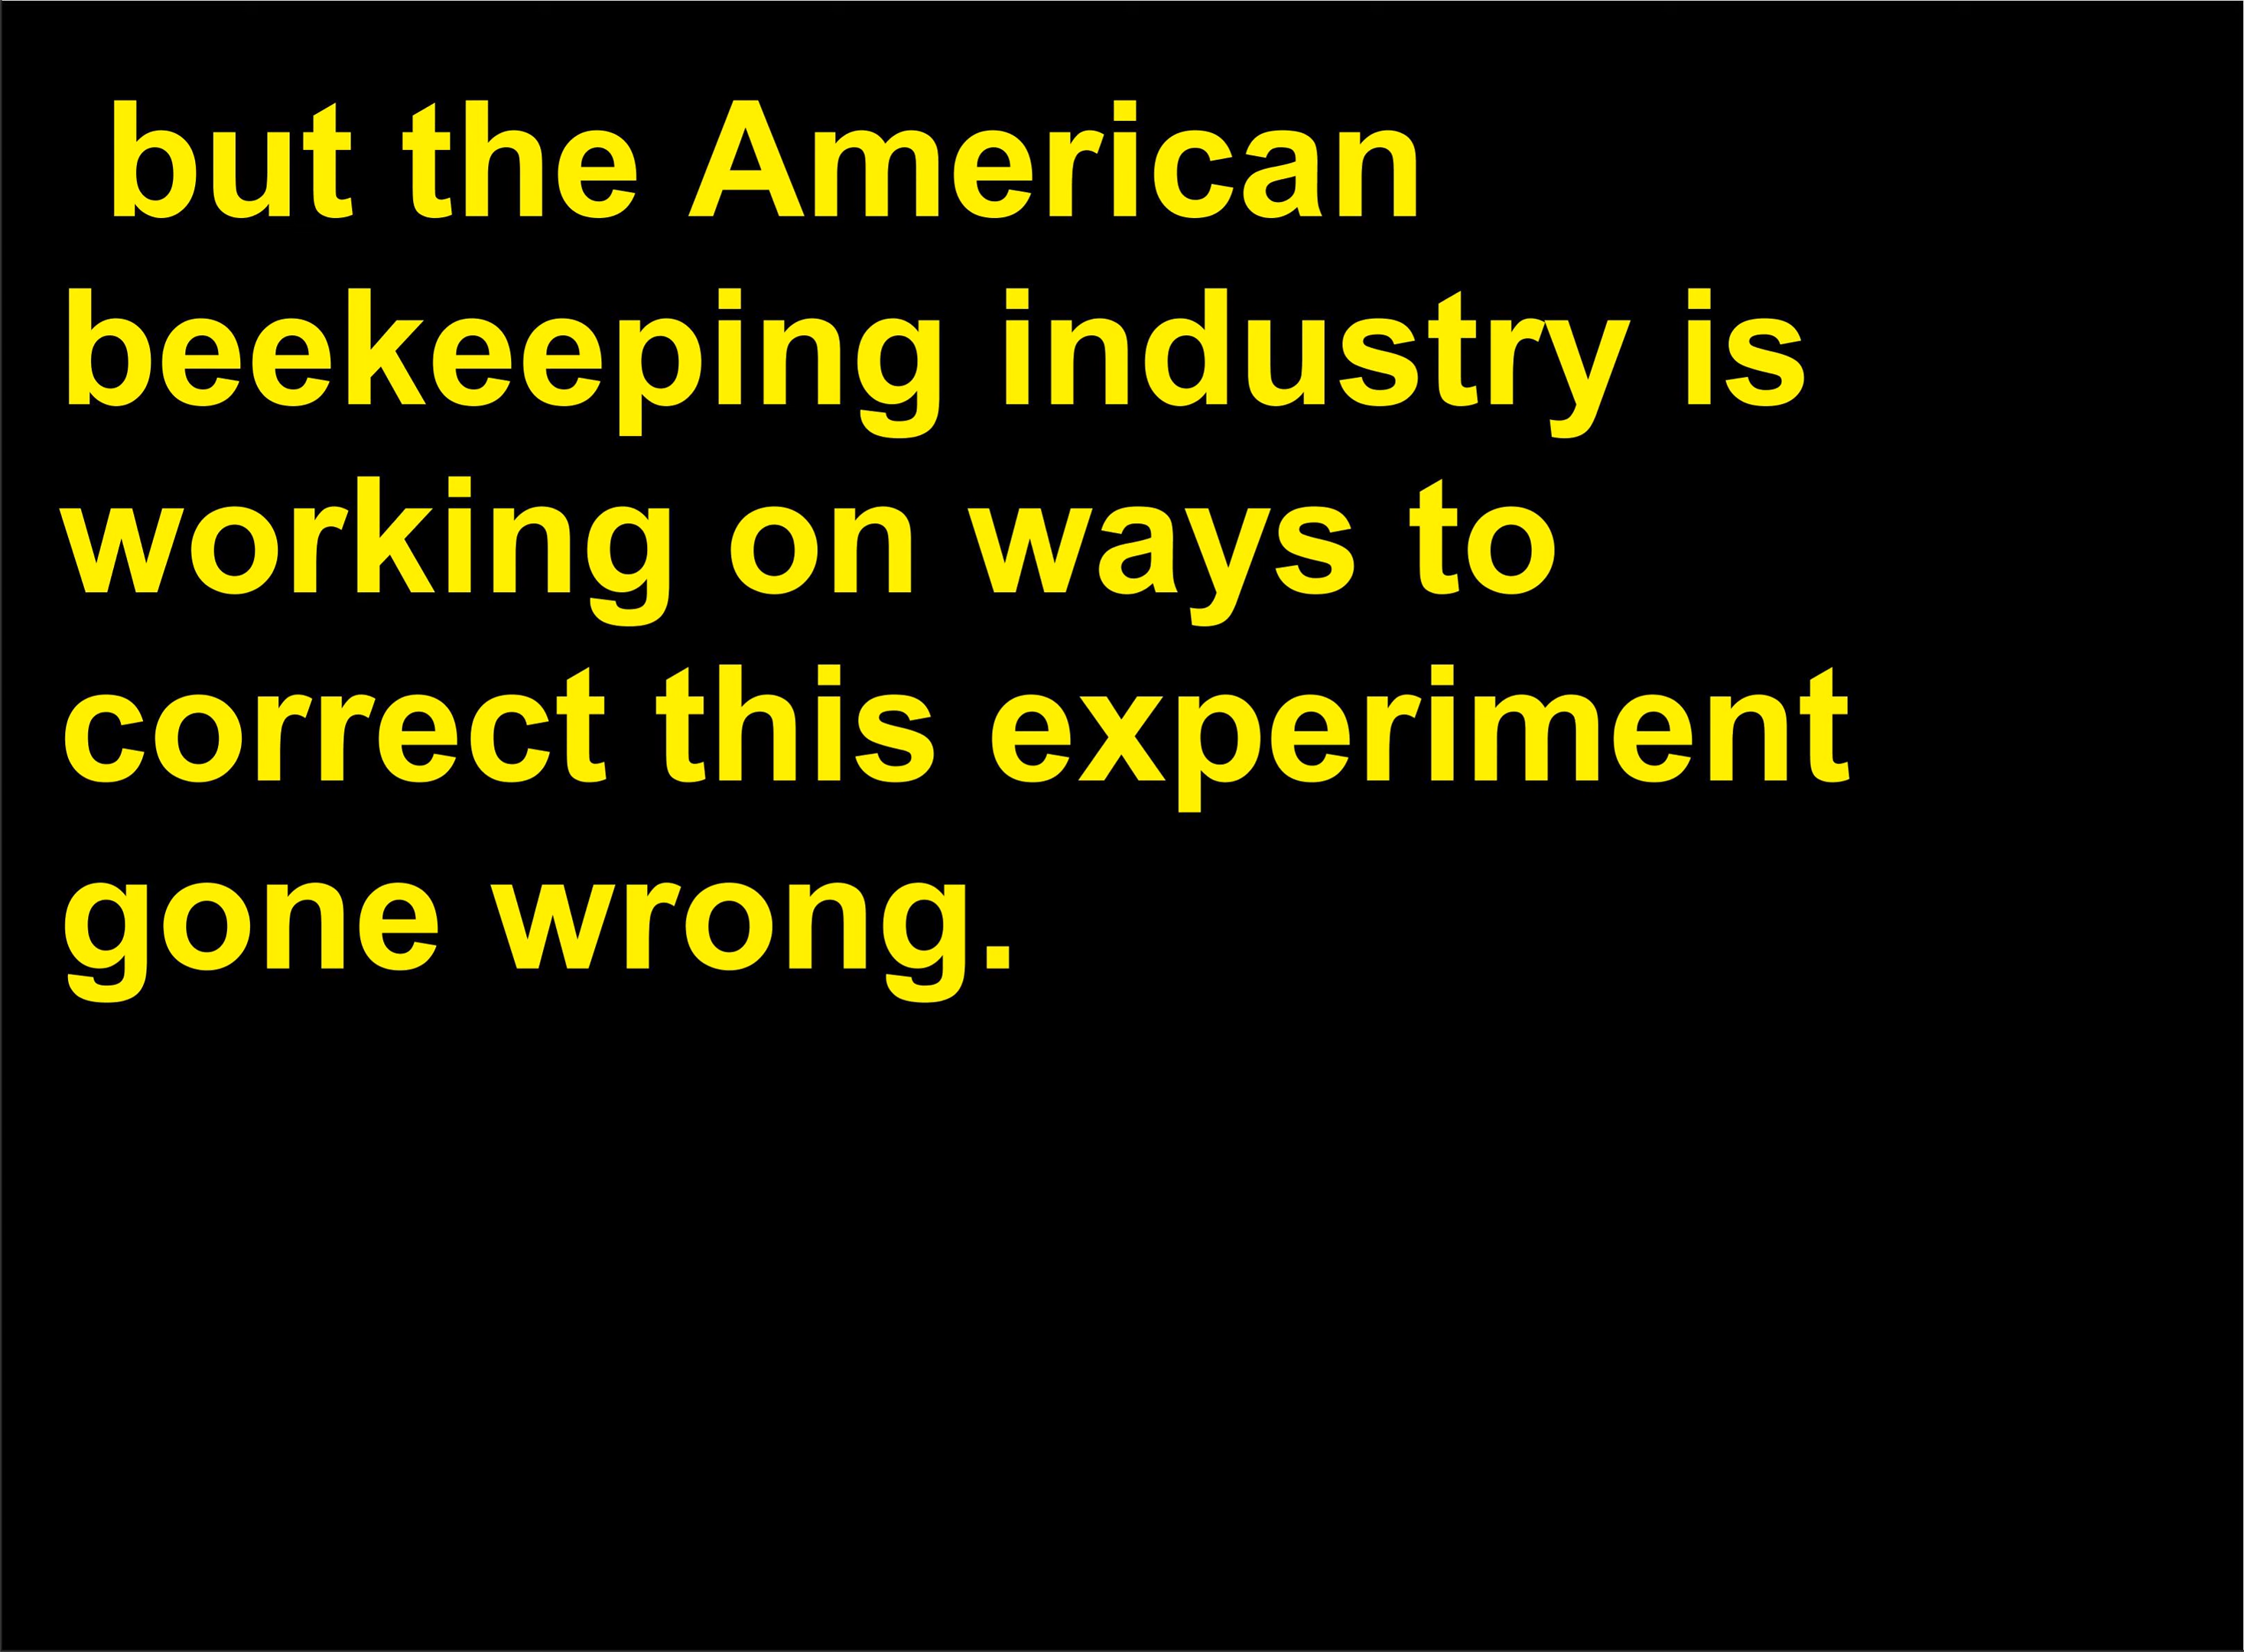 but the American
beekeeping industry is
working on ways to
correct this experiment
gone wrong.